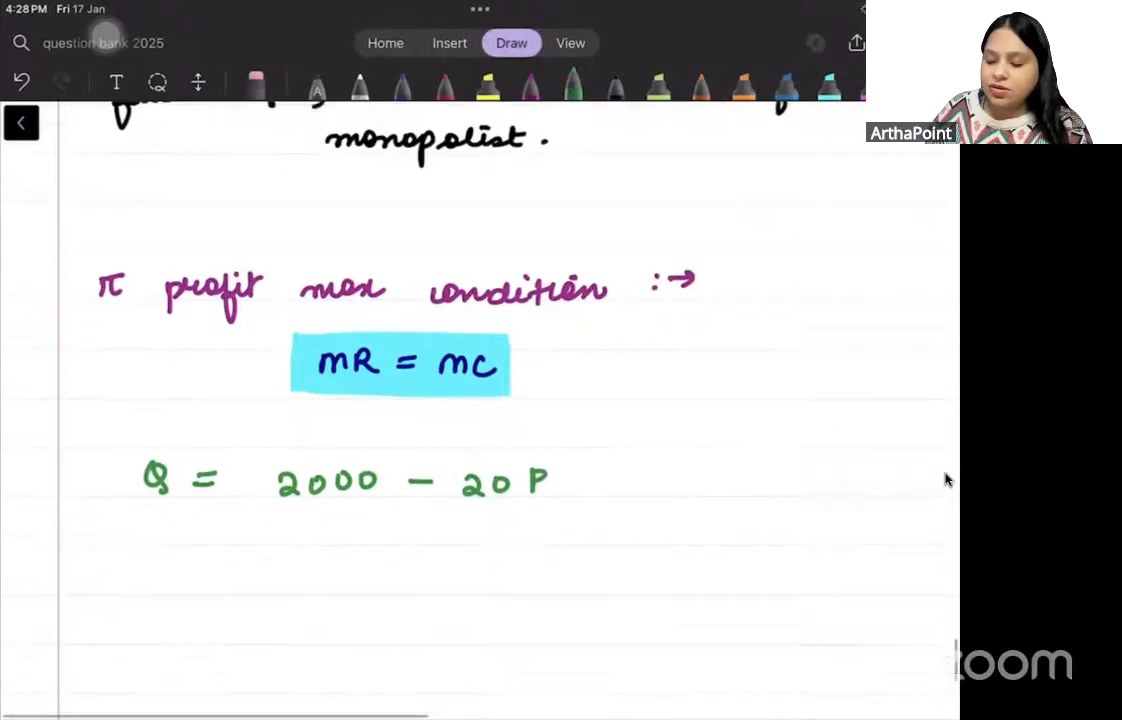 4:28 PM Fri 17 Jan
question bank 2025
Home Insert Draw View
ArthaPoint
monopolist.
π profit max condition :→
MR = MC
Q = 2000 - 20 P
zoom